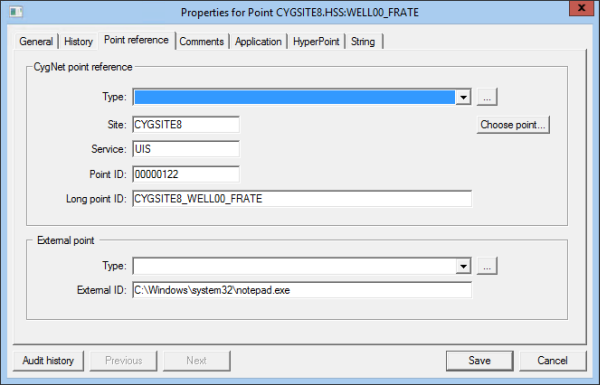 Properties for Point CYGSITE8.HSS:WELL00_FRATE
x
General History Point reference Comments Application HyperPoint String
CygNet point reference
Type: ...
Site: CYGSITE8 Choose point...
Service: UIS
Point ID: 00000122
Long point ID: CYGSITE8_WELL00_FRATE
External point
Type: ...
External ID: C:\Windows\system32\notepad.exe
Audit history Previous Next Save Cancel